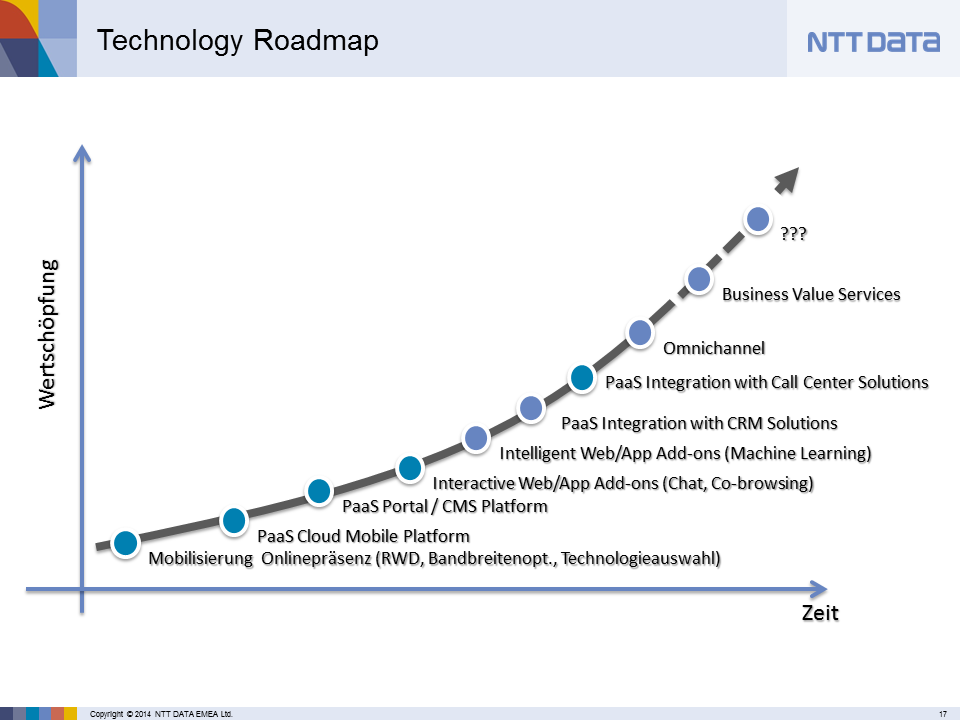 Technology Roadmap
NTT DATA
Wertschöpfung
???
Business Value Services
Omnichannel
PaaS Integration with Call Center Solutions
PaaS Integration with CRM Solutions
Intelligent Web/App Add-ons (Machine Learning)
Interactive Web/App Add-ons (Chat, Co-browsing)
PaaS Portal / CMS Platform
PaaS Cloud Mobile Platform
Mobilisierung Onlinepräsenz (RWD, Bandbreitenopt., Technologieauswahl)
Zeit
Copyright © 2014 NTT DATA EMEA Ltd.
17